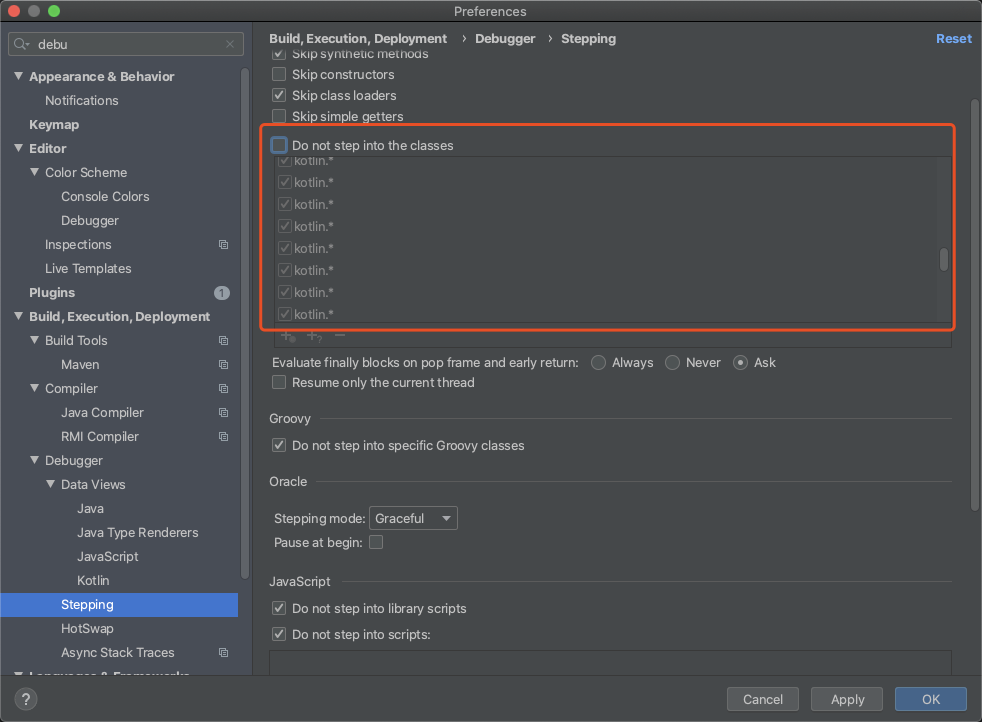 Preferences
debu
Appearance & Behavior
Notifications
Keymap
Editor
Color Scheme
Console Colors
Debugger
Inspections
Live Templates
Plugins 1
Build, Execution, Deployment
Build Tools
Maven
Compiler
Java Compiler
RMI Compiler
Debugger
Data Views
Java
Java Type Renderers
JavaScript
Kotlin
Stepping
HotSwap
Async Stack Traces
Languages & Frameworks
Build, Execution, Deployment › Debugger › Stepping Reset
Skip synthetic methods
Skip constructors
Skip class loaders
Skip simple getters
Do not step into the classes
kotlin.*
kotlin.*
kotlin.*
kotlin.*
kotlin.*
kotlin.*
kotlin.*
kotlin.*
Evaluate finally blocks on pop frame and early return: Always Never Ask
Resume only the current thread
Groovy
Do not step into specific Groovy classes
Oracle
Stepping mode: Graceful
Pause at begin:
JavaScript
Do not step into library scripts
Do not step into scripts:
? Cancel Apply OK